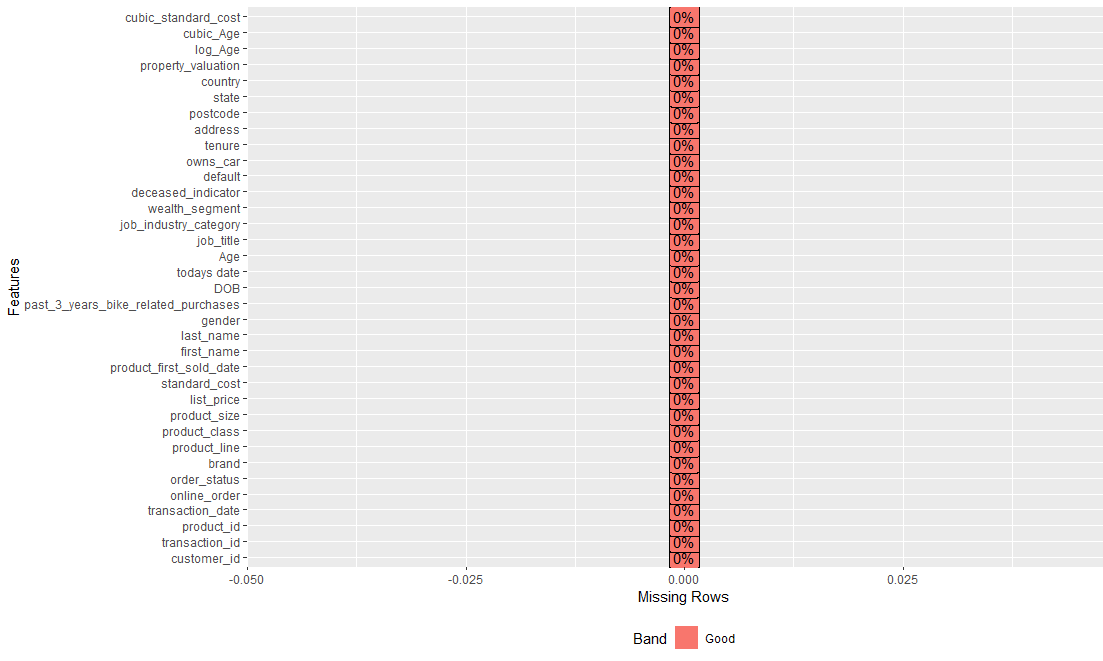 cubic_standard_cost 0%
cubic_Age 0%
log_Age 0%
property_valuation 0%
country 0%
state 0%
postcode 0%
address 0%
tenure 0%
owns_car 0%
default 0%
deceased_indicator 0%
wealth_segment 0%
job_industry_category 0%
job_title 0%
Age 0%
todays date 0%
DOB 0%
past_3_years_bike_related_purchases 0%
gender 0%
last_name 0%
first_name 0%
product_first_sold_date 0%
standard_cost 0%
list_price 0%
product_size 0%
product_class 0%
product_line 0%
brand 0%
order_status 0%
online_order 0%
transaction_date 0%
product_id 0%
transaction_id 0%
customer_id 0%
Features
-0.050 -0.025 0.000 0.025
Missing Rows
Band Good